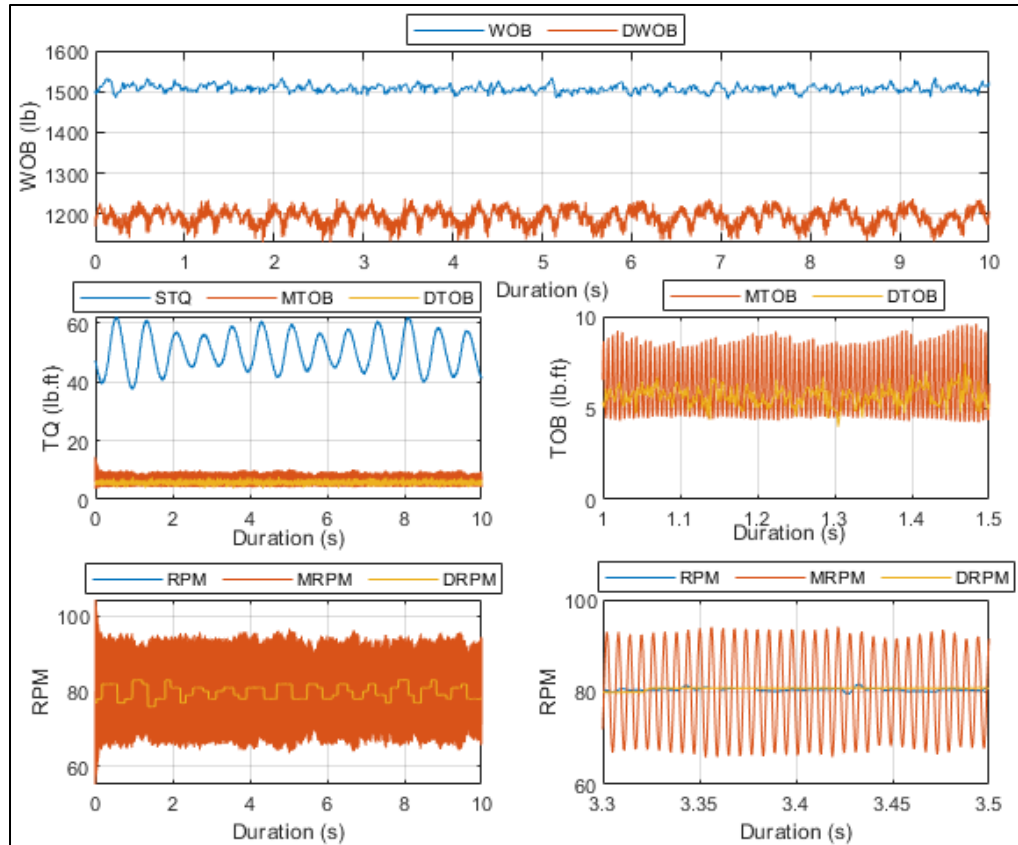 WOB DWOB
1600
1500
1400
1300
1200
WOB (lb)
0 1 2 3 4 5 6 7 8 9 10
Duration (s)
STQ MTOB DTOB
60
40
20
0
TQ (lb.ft)
0 2 4 6 8 10
Duration (s)
MTOB DTOB
10
5
0
TOB (lb.ft)
1 1.1 1.2 1.3 1.4 1.5
Duration (s)
RPM MRPM DRPM
100
80
60
RPM
0 2 4 6 8 10
Duration (s)
RPM MRPM DRPM
100
80
60
RPM
3.3 3.35 3.4 3.45 3.5
Duration (s)